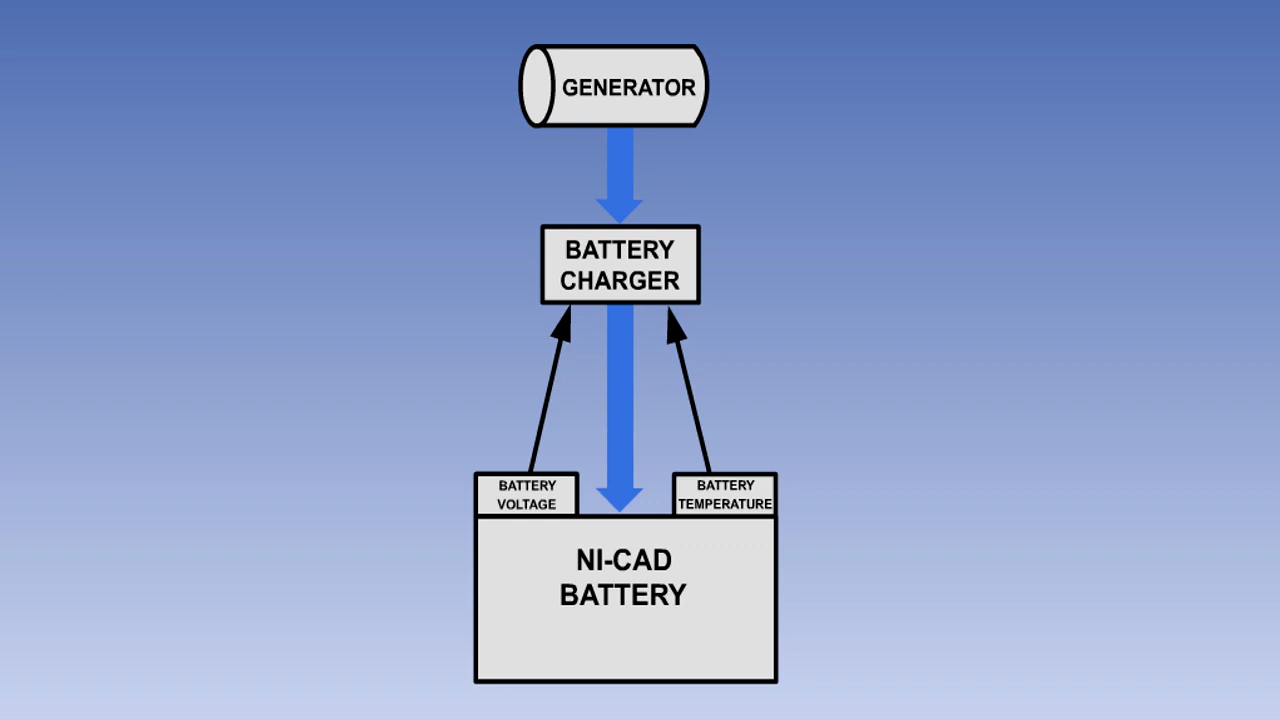 GENERATOR
BATTERY
CHARGER
BATTERY
VOLTAGE
BATTERY
TEMPERATURE
NI-CAD
BATTERY